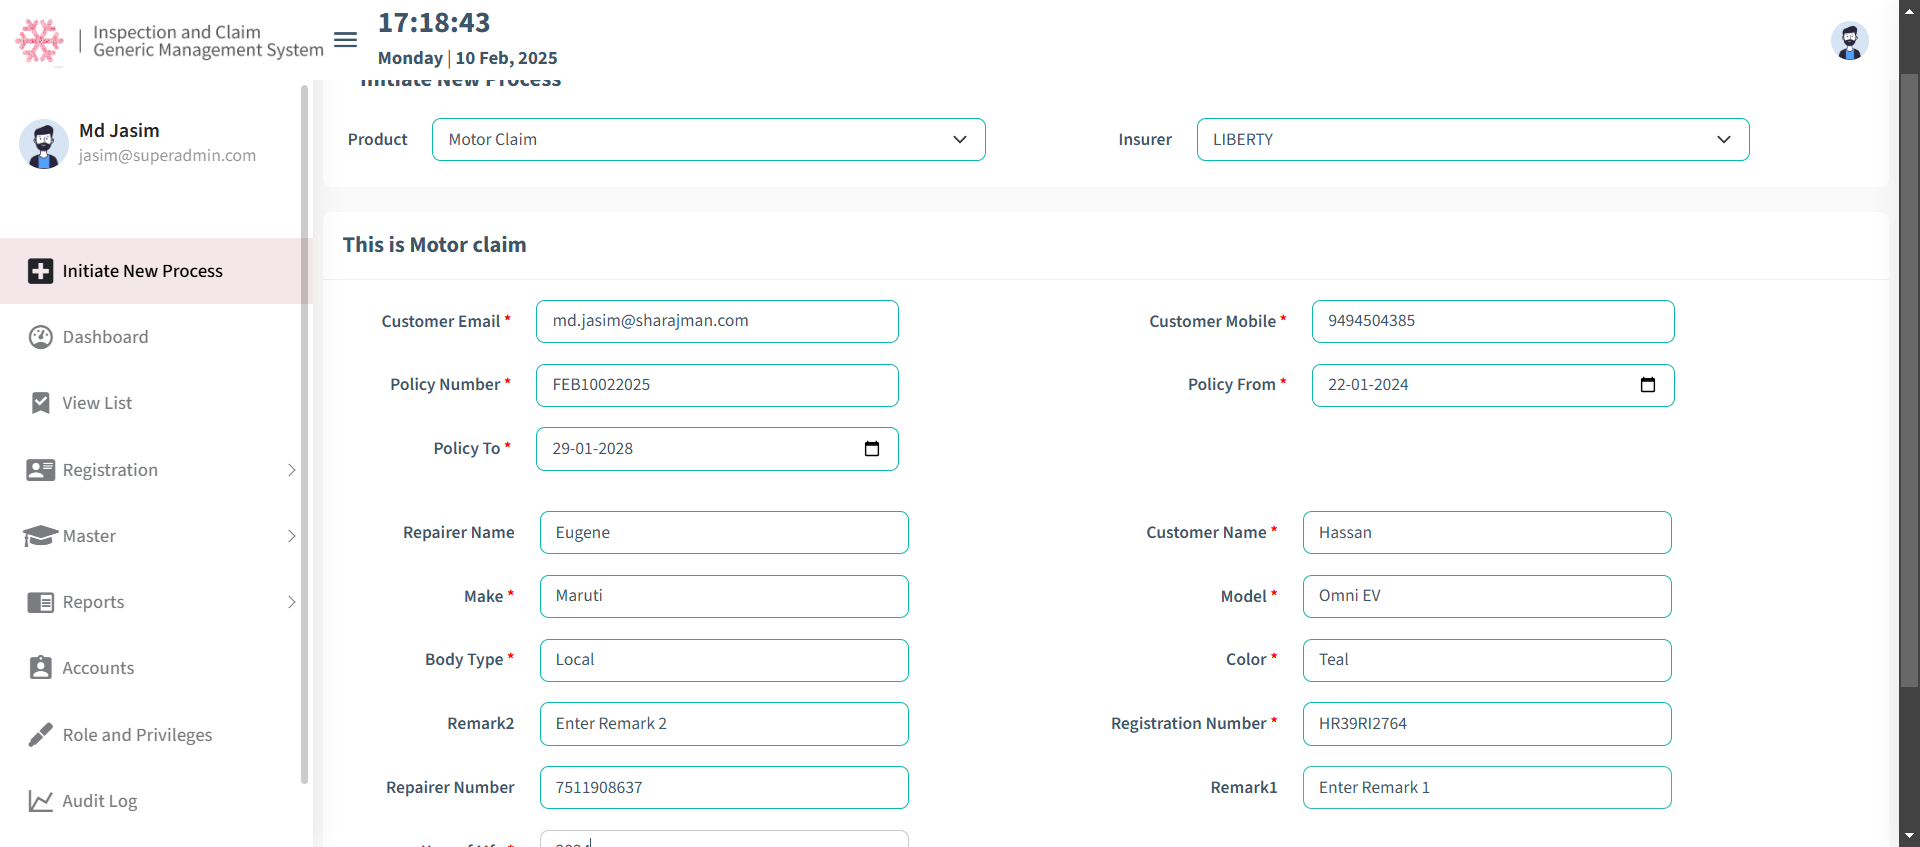 Inspection and Claim
Generic Management System
17:18:43
Monday | 10 Feb, 2025
Md Jasim
jasim@superadmin.com
Initiate New Process
Dashboard
View List
Registration
Master
Reports
Accounts
Role and Privileges
Audit Log
Initiate New Process
Product Motor Claim Insurer LIBERTY
This is Motor claim
Customer Email * md.jasim@sharajman.com Customer Mobile * 9494504385
Policy Number * FEB10022025 Policy From * 22-01-2024
Policy To * 29-01-2028
Repairer Name Eugene Customer Name * Hassan
Make * Maruti Model * Omni EV
Body Type * Local Color * Teal
Remark2 Enter Remark 2 Registration Number * HR39RI2764
Repairer Number 7511908637 Remark1 Enter Remark 1